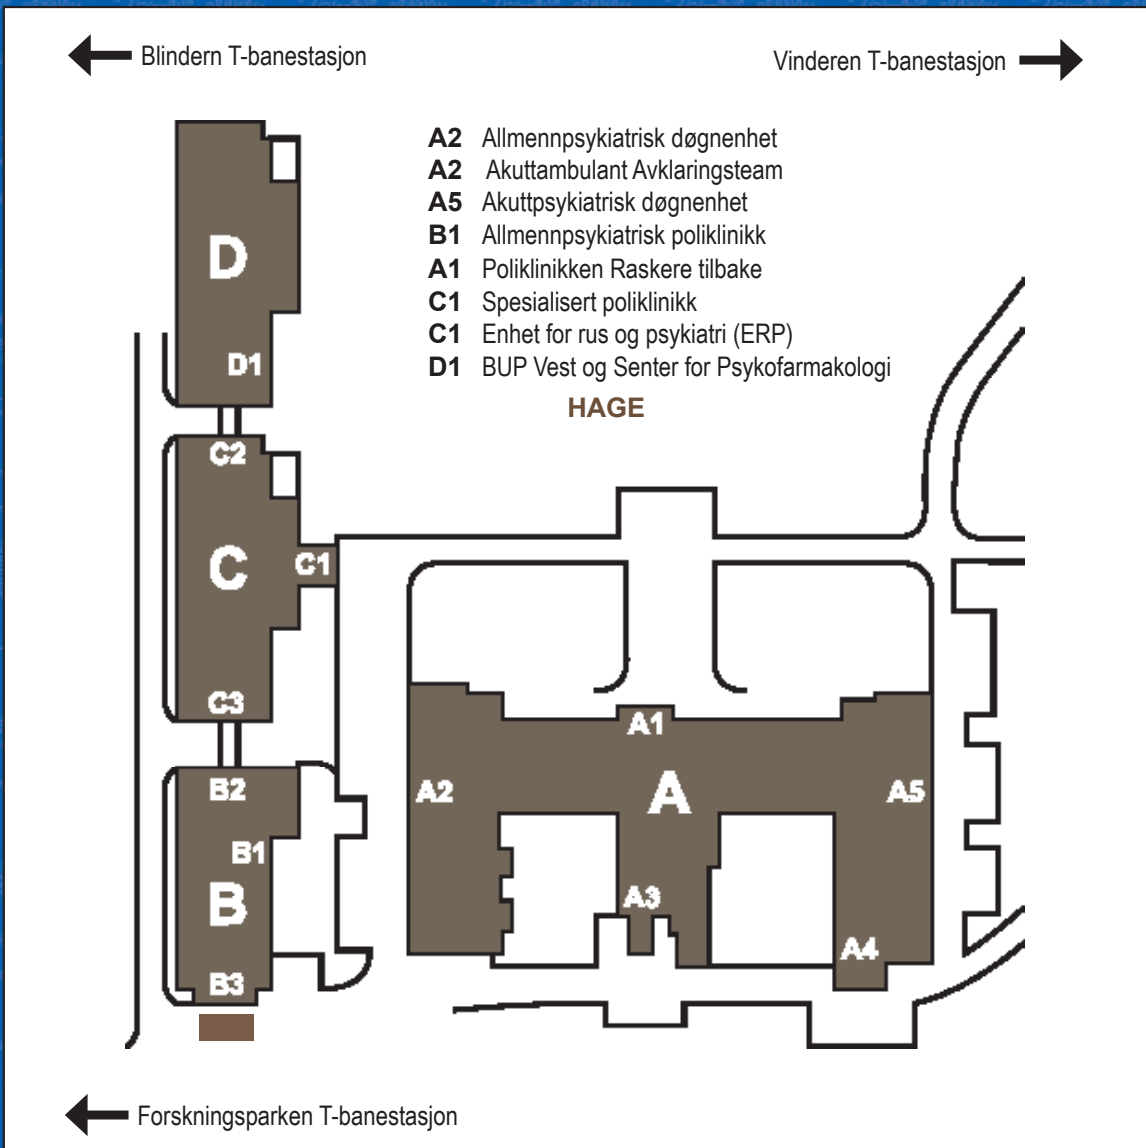 Blindern T-banestasjon
Vinderen T-banestasjon
A2 Allmennpsykiatrisk døgnenhet
A2 Akuttambulant Avklaringsteam
A5 Akuttpsykiatrisk døgnenhet
B1 Allmennpsykiatrisk poliklinikk
A1 Poliklinikken Raskere tilbake
C1 Spesialisert poliklinikk
C1 Enhet for rus og psykiatri (ERP)
D1 BUP Vest og Senter for Psykofarmakologi
HAGE
D
D1
C2
C
C1
C3
B2
B1
B
B3
A1
A2
A
A5
A3
A4
Forskningsparken T-banestasjon